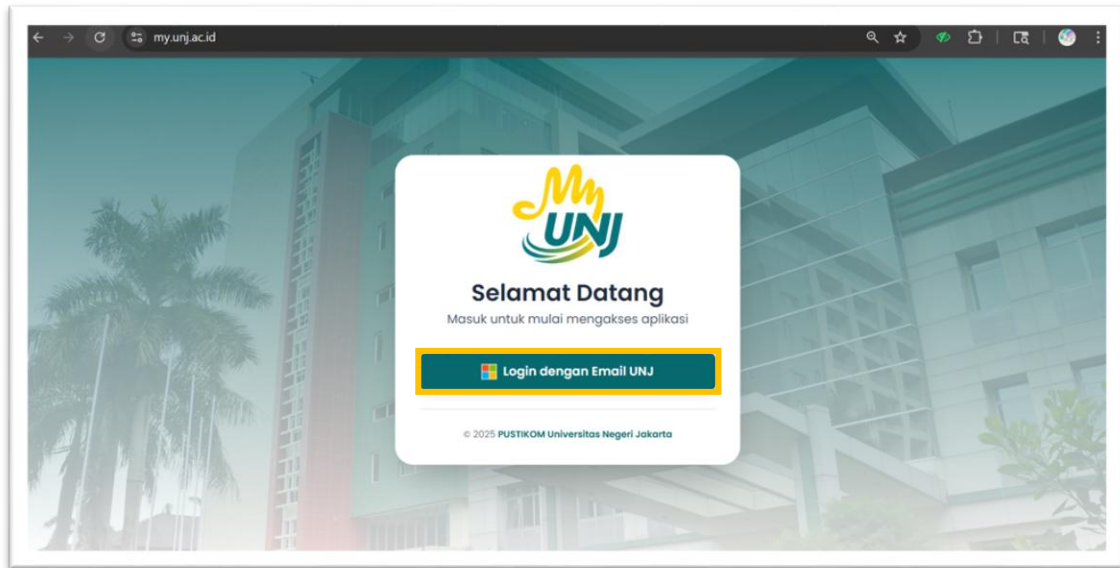 my.unj.ac.id
My
UNJ
Selamat Datang
Masuk untuk mulai mengakses aplikasi
Login dengan Email UNJ
© 2025 PUSTIKOM Universitas Negeri Jakarta